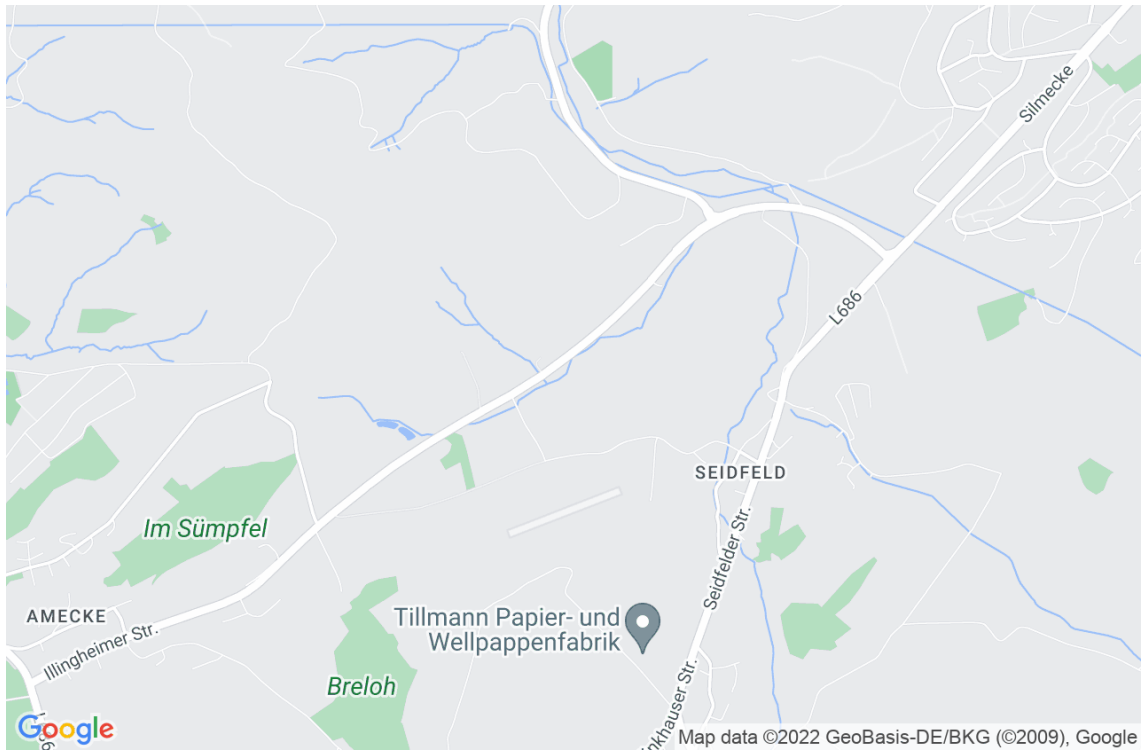 Silmecke
L686
SEIDFELD
Im Sümpfel
Seidfelder Str.
AMECKE
Tillmann Papier- und
Wellpappenfabrik
Illingheimer Str.
Breloh
Google
Map data ©2022 GeoBasis-DE/BKG (©2009), Google